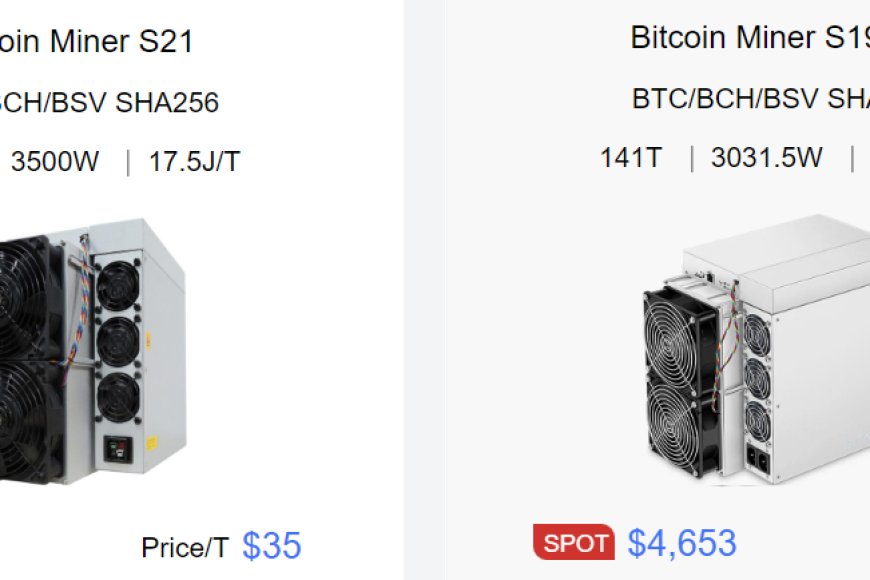 oin Miner S21
BCH/BSV SHA256
3500W | 17.5J/T
Price/T $35
Bitcoin Miner S19
BTC/BCH/BSV SHA
141T | 3031.5W |
SPOT $4,653